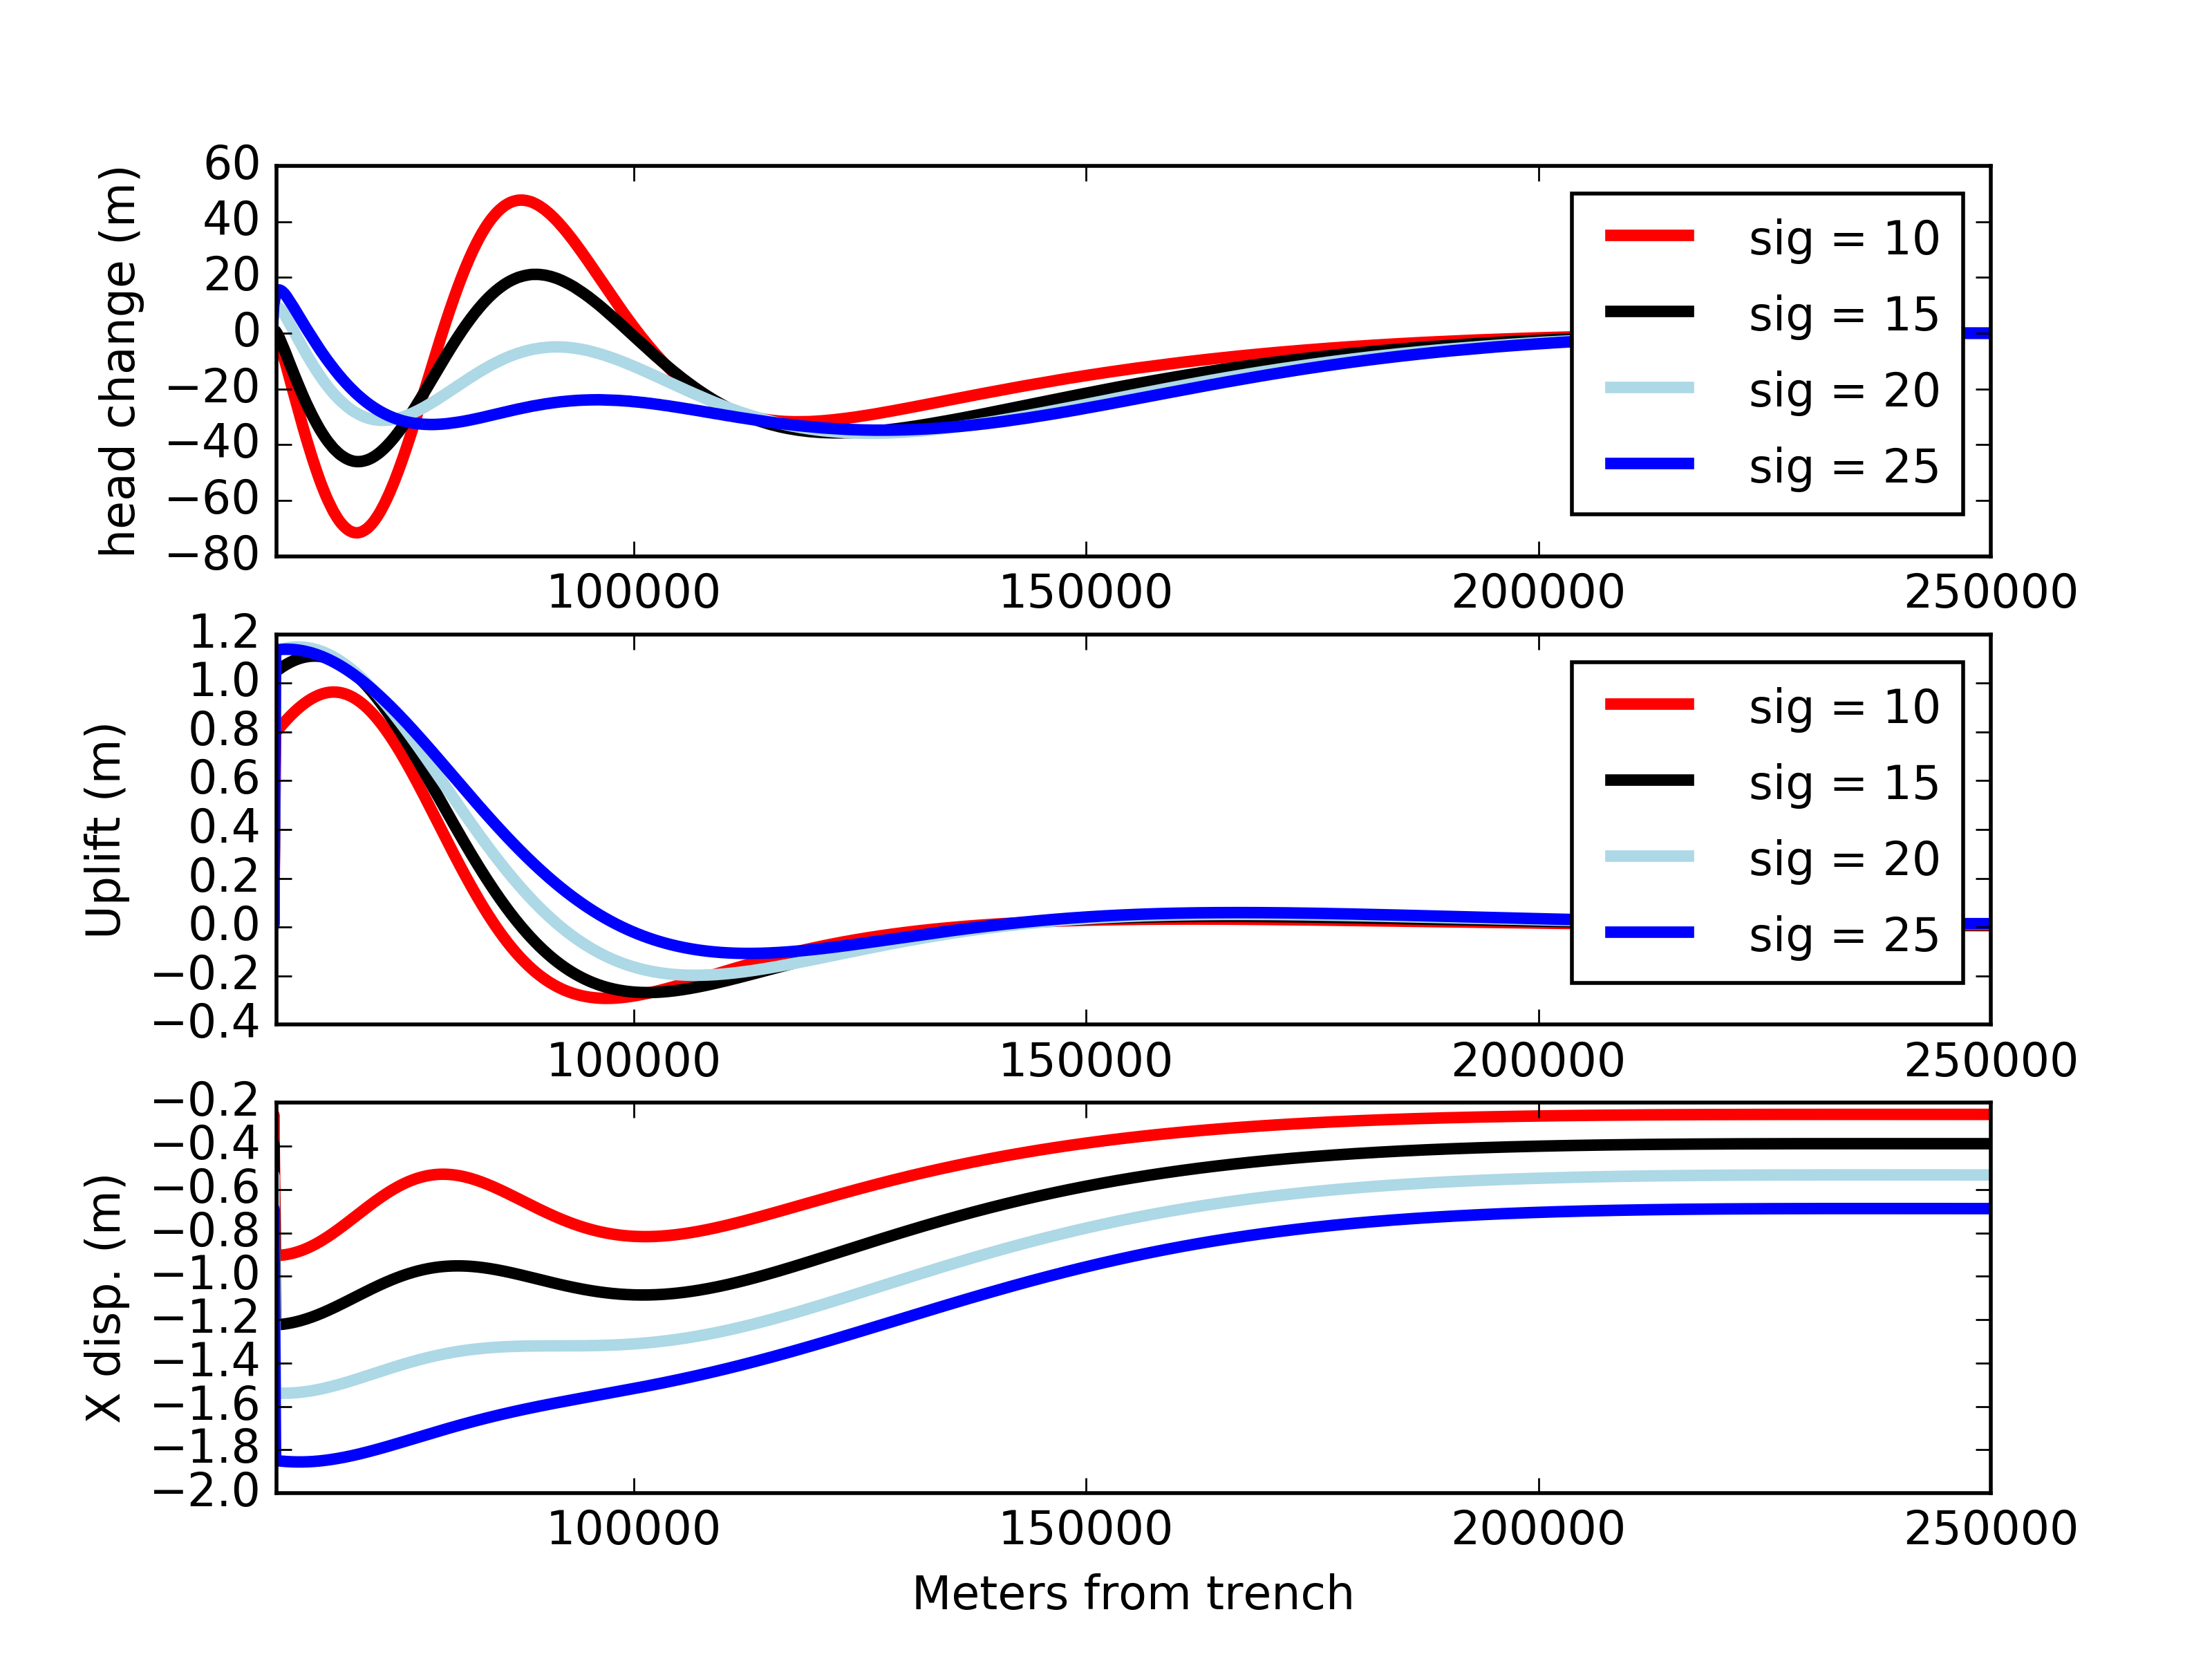 head change (m)
60
40
20
0
−20
−40
−60
−80
sig = 10
sig = 15
sig = 20
sig = 25
100000 150000 200000 250000
Uplift (m)
1.2
1.0
0.8
0.6
0.4
0.2
0.0
−0.2
−0.4
sig = 10
sig = 15
sig = 20
sig = 25
100000 150000 200000 250000
X disp. (m)
−0.2
−0.4
−0.6
−0.8
−1.0
−1.2
−1.4
−1.6
−1.8
−2.0
100000 150000 200000 250000
Meters from trench